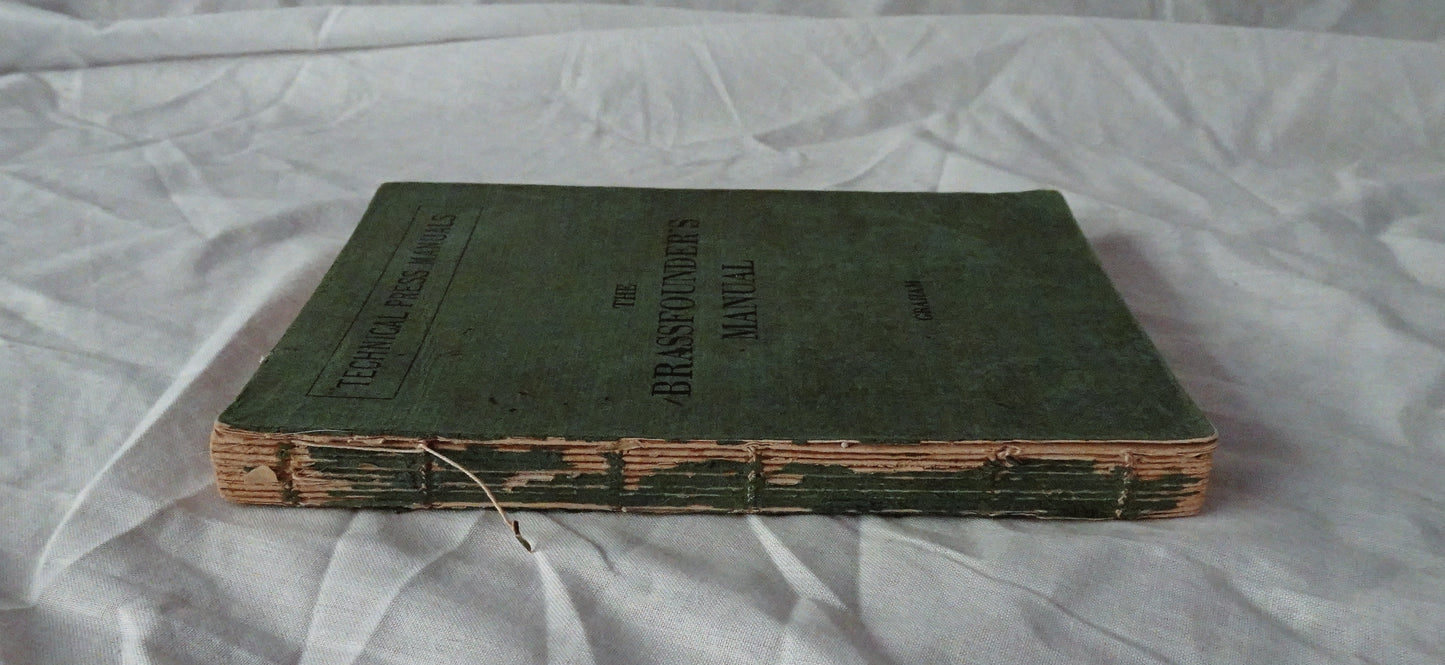 TECHNICAL PRESS MANUALS
THE
BRASSFOUNDER'S
MANUAL
GRAHAM